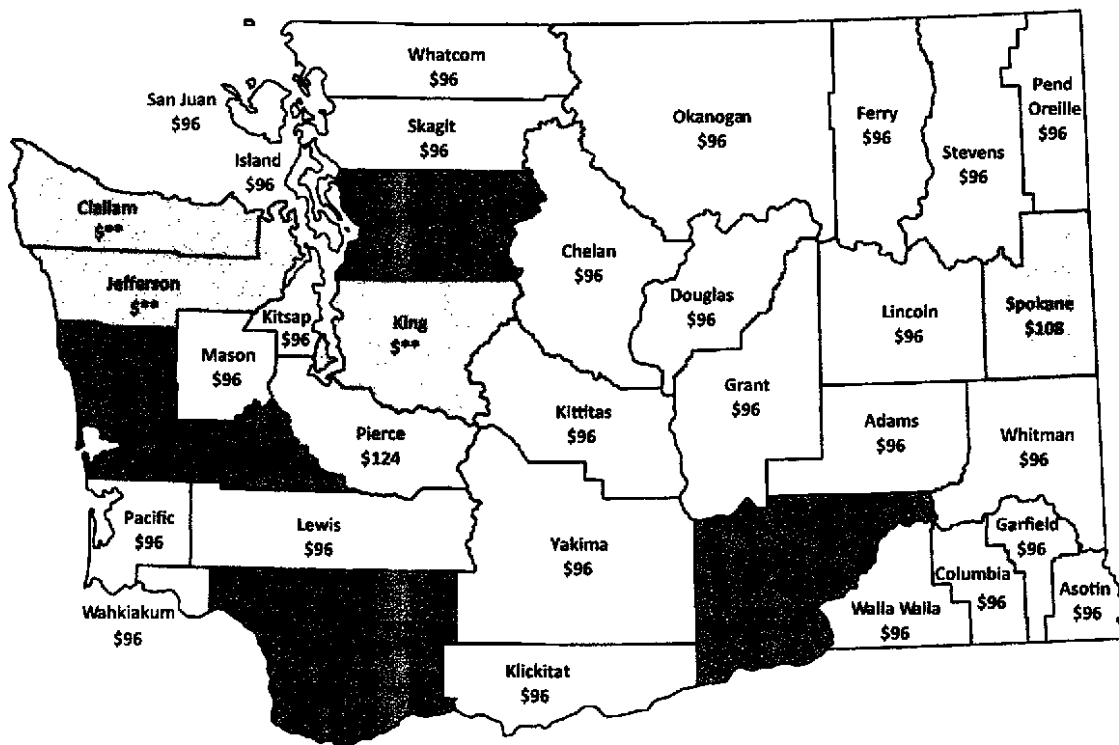 Whatcom
$96
San Juan
$96
Skagit
$96
Island
$96
Okanogan
$96
Ferry
$96
Stevens
$96
Pend
Oreille
$96
Clallam
$**
Jefferson
$**
Kitsap
$96
King
$**
Chelan
$96
Douglas
$96
Lincoln
$96
Spokane
$108
Mason
$96
Pierce
$124
Kittitas
$96
Grant
$96
Adams
$96
Whitman
$96
Pacific
$96
Lewis
$96
Yakima
$96
Garfield
$96
Columbia
$96
Asotin
$96
Walla Walla
$96
Wahkiakum
$96
Klickitat
$96